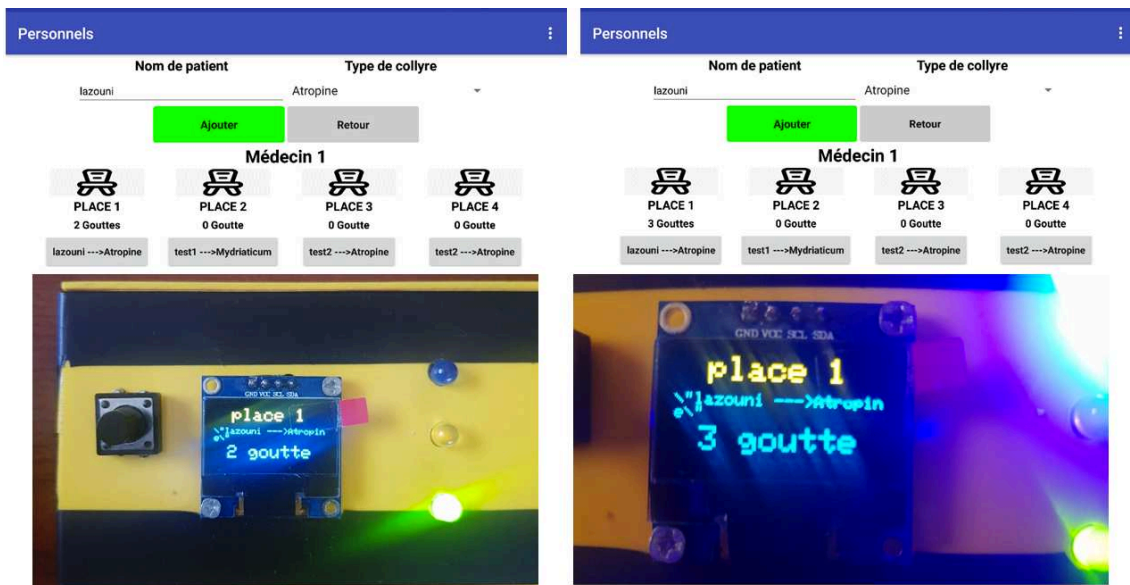 Personnels
Nom de patient Type de collyre
lazouni Atropine
Ajouter Retour
Médecin 1
PLACE 1 PLACE 2 PLACE 3 PLACE 4
2 Gouttes 0 Goutte 0 Goutte 0 Goutte
lazouni --->Atropine test1 --->Mydriaticum test2 --->Atropine test2 --->Atropine
GND VCC SCL SDA
place 1
\"lazouni --->Atropin
e\"
2 goutte
Personnels
Nom de patient Type de collyre
lazouni Atropine
Ajouter Retour
Médecin 1
PLACE 1 PLACE 2 PLACE 3 PLACE 4
3 Gouttes 0 Goutte 0 Goutte 0 Goutte
lazouni --->Atropine test1 --->Mydriaticum test2 --->Atropine test2 --->Atropine
GND VCC SCL SDA
place 1
\"lazouni --->Atropin
e\"
3 goutte